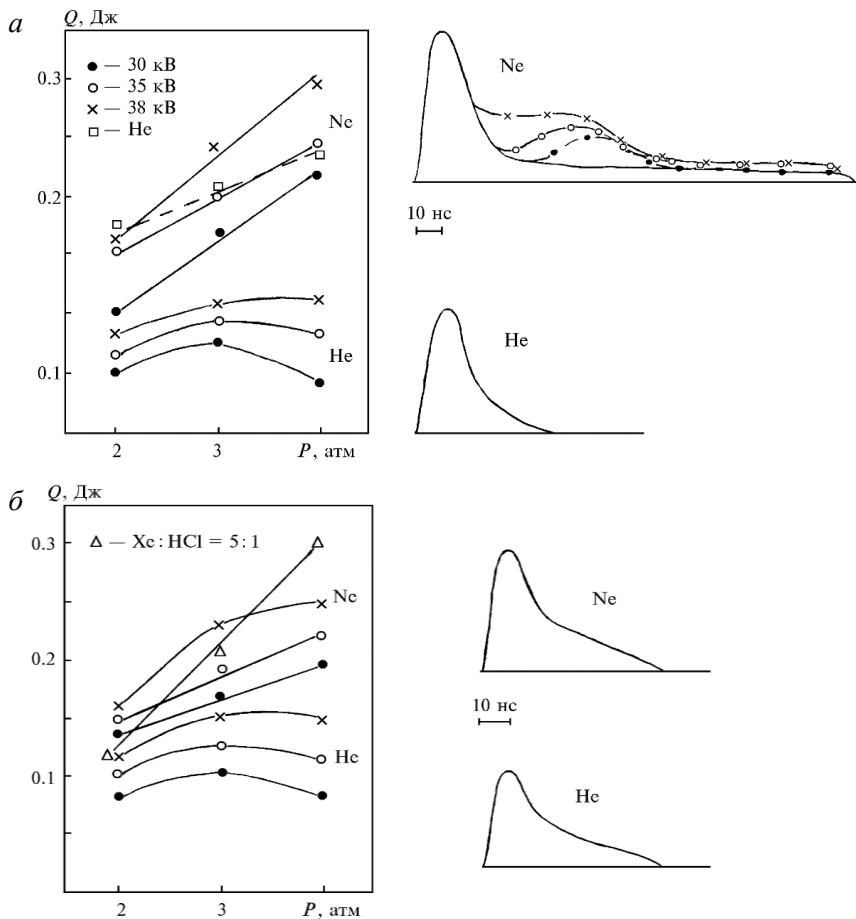 а
Q, Дж
0.3
0.2
0.1
● — 30 кВ
○ — 35 кВ
× — 38 кВ
□ — He
Ne
He
2
3
P, атм
Ne
10 нс
He
б
Q, Дж
0.3
0.2
0.1
△ — Xe : HCl = 5 : 1
Ne
He
2
3
P, атм
Ne
10 нс
He